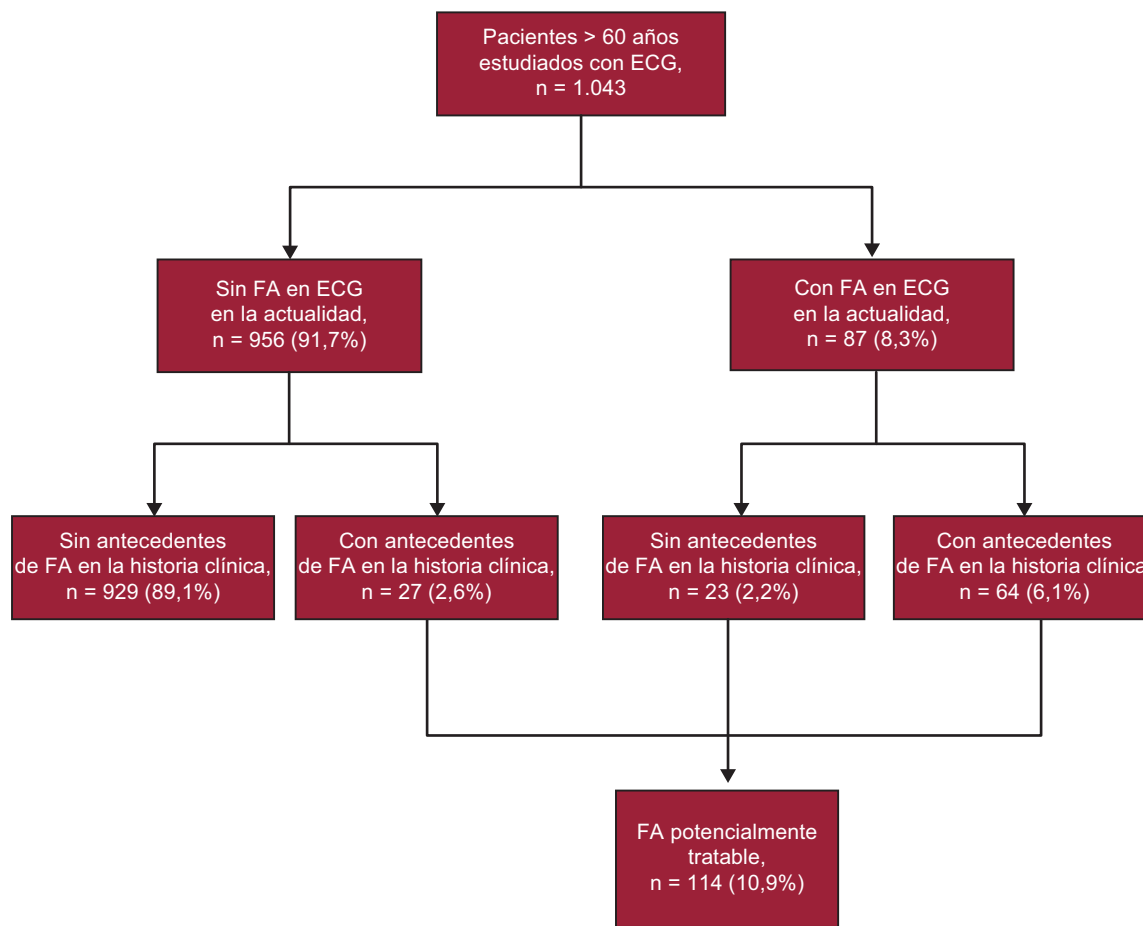 Pacientes > 60 años
estudiados con ECG,
n = 1.043
Sin FA en ECG
en la actualidad,
n = 956 (91,7%)
Con FA en ECG
en la actualidad,
n = 87 (8,3%)
Sin antecedentes
de FA en la historia clínica,
n = 929 (89,1%)
Con antecedentes
de FA en la historia clínica,
n = 27 (2,6%)
Sin antecedentes
de FA en la historia clínica,
n = 23 (2,2%)
Con antecedentes
de FA en la historia clínica,
n = 64 (6,1%)
FA potencialmente
tratable,
n = 114 (10,9%)